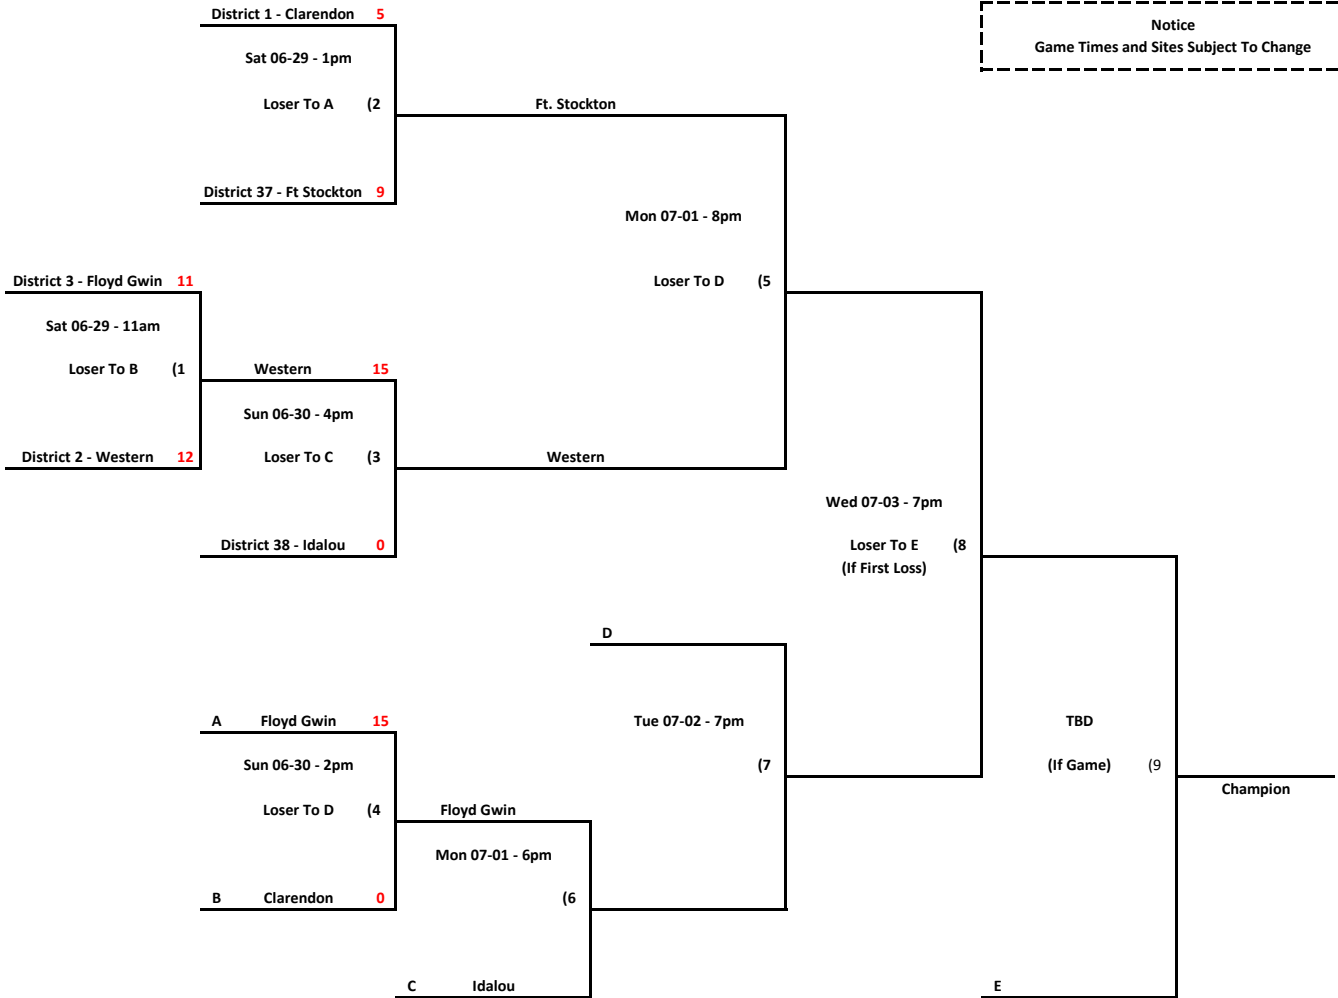 District 1 - Clarendon 5
Notice
Game Times and Sites Subject To Change
Sat 06-29 - 1pm
Loser To A (2
Ft. Stockton
District 37 - Ft Stockton 9
Mon 07-01 - 8pm
District 3 - Floyd Gwin 11
Loser To D (5
Sat 06-29 - 11am
Loser To B (1
Western 15
Sun 06-30 - 4pm
District 2 - Western 12
Loser To C (3
Western
Wed 07-03 - 7pm
District 38 - Idalou 0
Loser To E (8
(If First Loss)
D
A Floyd Gwin 15
Tue 07-02 - 7pm
TBD
Sun 06-30 - 2pm
(7
(If Game) (9
Champion
Loser To D (4
Floyd Gwin
Mon 07-01 - 6pm
B Clarendon 0
(6
C Idalou
E